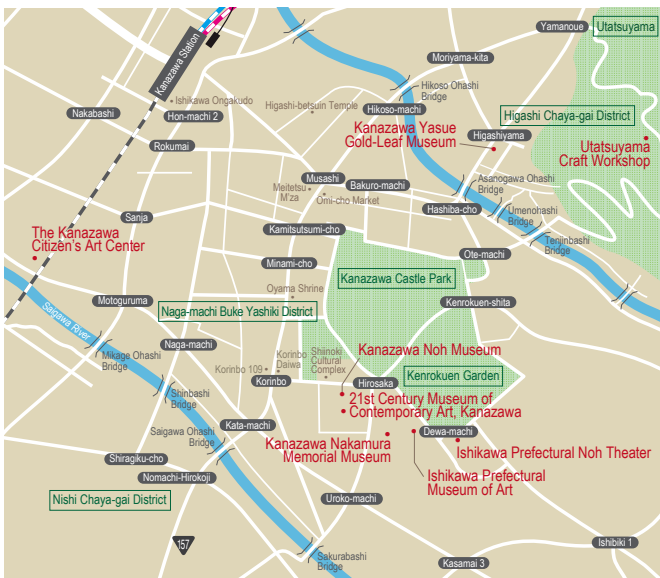 Utatsuyama
Yamanoue
Kanazawa Station
Moriyama-kita
Hikoso Ohashi
Bridge
Ishikawa Ongakudo
Higashi-betsuin Temple
Hikoso-machi
Nakabashi
Hon-machi 2
Higashi Chaya-gai District
Kanazawa Yasue
Gold-Leaf Museum
Higashiyama
Utatsuyama
Craft Workshop
Rokumai
Musashi
Bakuro-machi
Asanogawa Ohashi
Bridge
Meitetsu
M'za
Omi-cho Market
Hashiba-cho
Umenohashi
Bridge
Sanja
Kamitsutsumi-cho
Tenjinbashi
Bridge
The Kanazawa
Citizen's Art Center
Minami-cho
Ote-machi
Kanazawa Castle Park
Oyama Shrine
Motoguruma
Kenrokuen-shita
Saigawa River
Naga-machi Buke Yashiki District
Naga-machi
Mikage Ohashi
Bridge
Korinbo 109
Korinbo
Daiwa
Shiinoki
Cultural
Complex
Kanazawa Noh Museum
Korinbo
Hirosaka
Kenrokuen Garden
Shinbashi
Bridge
21st Century Museum of
Contemporary Art, Kanazawa
Kata-machi
Saigawa Ohashi
Bridge
Kanazawa Nakamura
Memorial Museum
Dewa-machi
Ishikawa Prefectural Noh Theater
Shiragiku-cho
Nomachi-Hirokoji
Ishikawa Prefectural
Museum of Art
Nishi Chaya-gai District
Uroko-machi
157
Sakurabashi
Bridge
Ishibiki 1
Kasamai 3